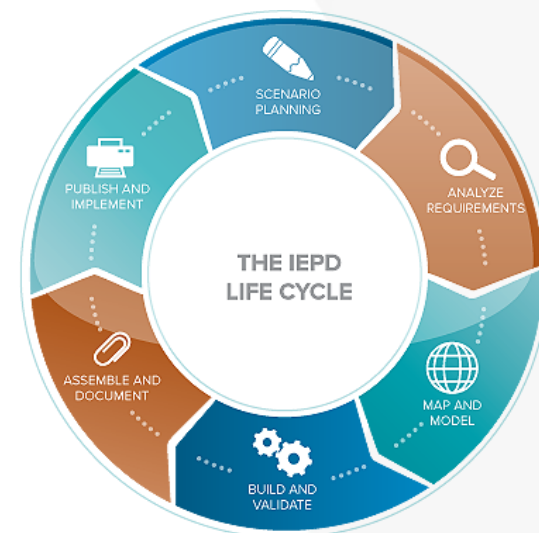 SCENARIO
PLANNING
ANALYZE
REQUIREMENTS
MAP AND
MODEL
BUILD AND
VALIDATE
ASSEMBLE AND
DOCUMENT
PUBLISH AND
IMPLEMENT
THE IEPD
LIFE CYCLE